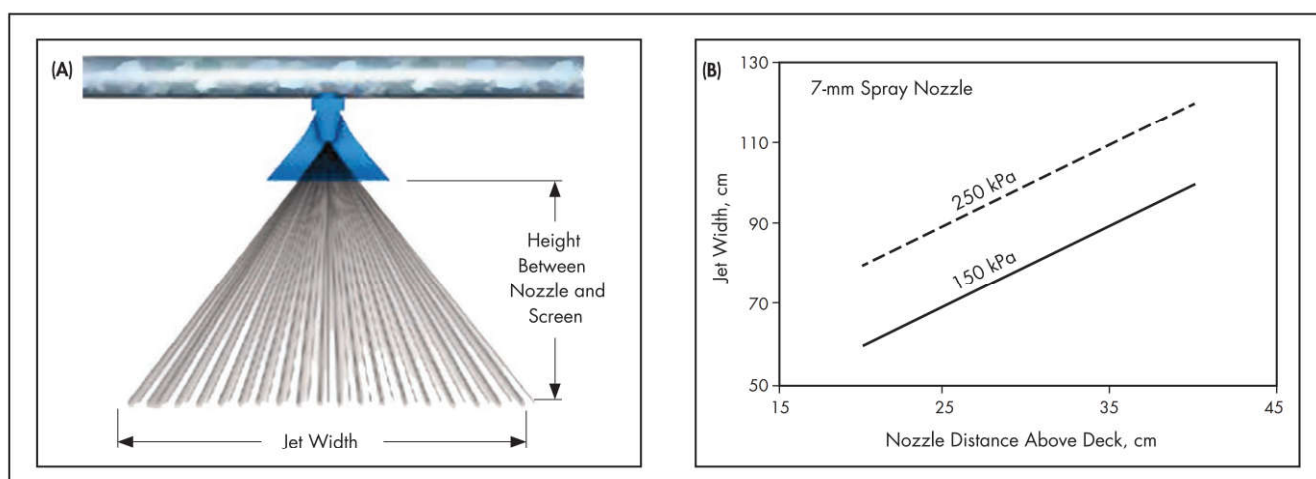 (A)
Height
Between
Nozzle and
Screen
Jet Width
(B)
7-mm Spray Nozzle
130
110
90
70
50
Jet Width, cm
250 kPa
150 kPa
15
25
35
45
Nozzle Distance Above Deck, cm